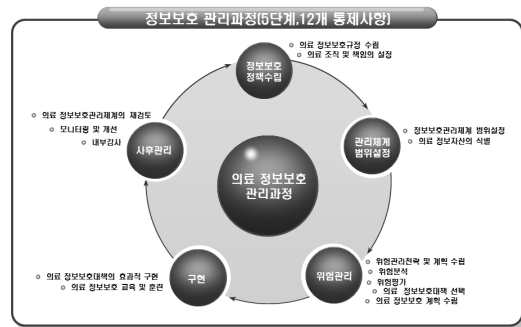 정보보호 관리과정(5단계,12개 통제사항)
정보보호
정책수립
의료 정보보호규정 수립
의료 조직 및 책임의 설정
관리체계
범위설정
정보보호관리체계 범위설정
의료 정보자산의 식별
위험관리
위험관리전략 및 계획 수립
위험분석
위험평가
의료 정보보호대책 선택
의료 정보보호 계획 수립
구현
의료 정보보호대책의 효과적 구현
의료 정보보호 교육 및 훈련
사후관리
의료 정보보호관리체계의 재검토
모니터링 및 개선
내부감사
의료 정보보호
관리과정